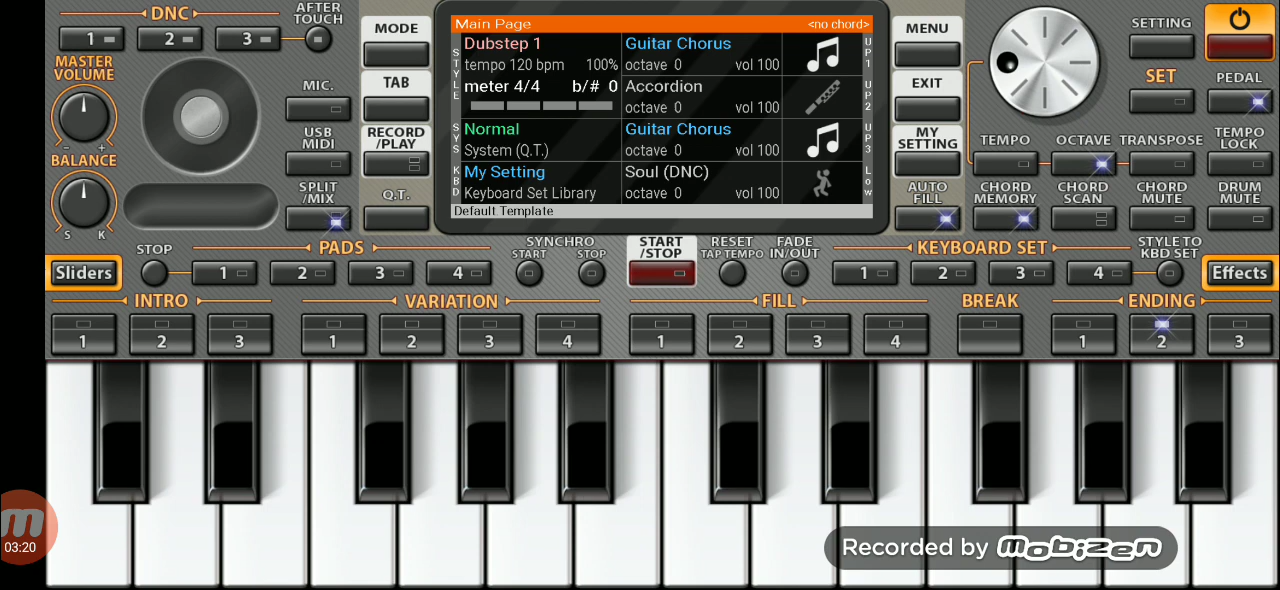 DNC
AFTER
TOUCH
1 2 3
MASTER
VOLUME
- +
BALANCE
S K
MIC.
USB
MIDI
SPLIT
/MIX
MODE
TAB
RECORD
/PLAY
Q.T.
Main Page <no chord>
STYLE
Dubstep 1
tempo 120 bpm 100%
meter 4/4 b/# 0
SYS
Normal
System (Q.T.)
KBD
My Setting
Keyboard Set Library
Guitar Chorus
octave 0 vol 100
UP1
Accordion
octave 0 vol 100
UP2
Guitar Chorus
octave 0 vol 100
UP3
Soul (DNC)
octave 0 vol 100
Low
Default Template
MENU
EXIT
MY
SETTING
AUTO
FILL
SETTING
SET
PEDAL
TEMPO OCTAVE TRANSPOSE TEMPO
LOCK
CHORD
MEMORY
CHORD
SCAN
CHORD
MUTE
DRUM
MUTE
Sliders
STOP
PADS
1 2 3 4
SYNCHRO
START STOP
START
/STOP
RESET
TAP TEMPO
FADE
IN/OUT
KEYBOARD SET
1 2 3 4
STYLE TO
KBD SET
Effects
INTRO VARIATION FILL BREAK ENDING
1 2 3 1 2 3 4 1 2 3 4 1 2 3
03:20
Recorded by mobizen